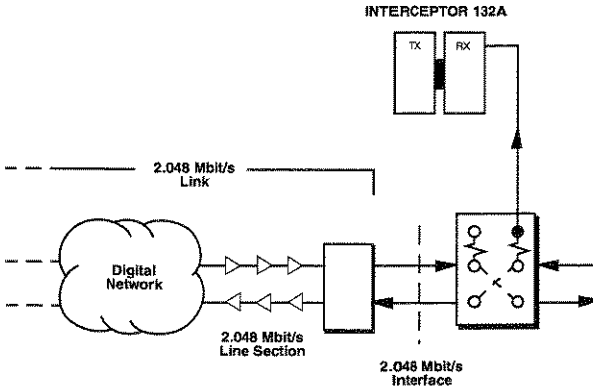 INTERCEPTOR 132A
TX
RX
2.048 Mbit/s
Link
Digital
Network
2.048 Mbit/s
Line Section
2.048 Mbit/s
Interface